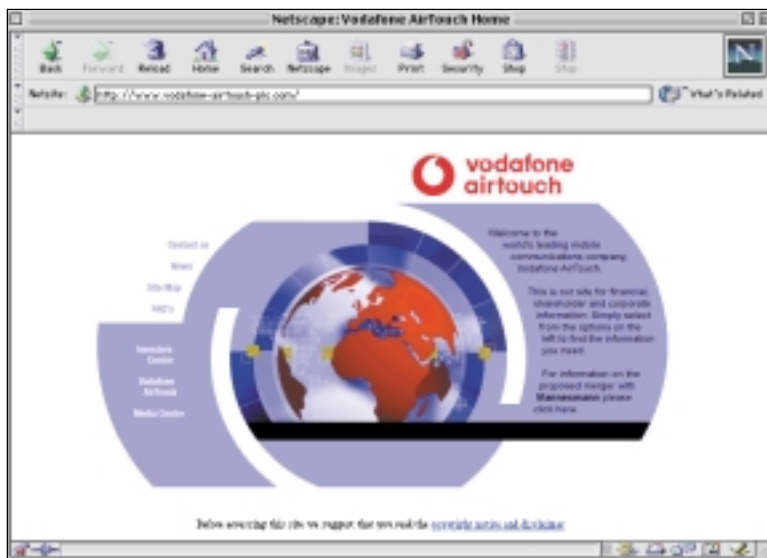 Netscape: Vodafone AirTouch Home
Back Forward Reload Home Search Netscape Images Print Security Shop Stop
Netsite: http://www.vodafone-airtouch-plc.com/ What's Related
vodafone
airtouch
Contact us
News
Site Map
FAQ's
Investors
Centre
Vodafone
AirTouch
Media Centre
Welcome to the
world's leading mobile
communications company,
Vodafone AirTouch.
This is our site for financial,
shareholder and corporate
information. Simply select
from the options on the
left to find the information
you need.
For information on the
proposed merger with
Mannesmann please
click here.
Before accessing this site we suggest that you read the copyright notice and disclaimer